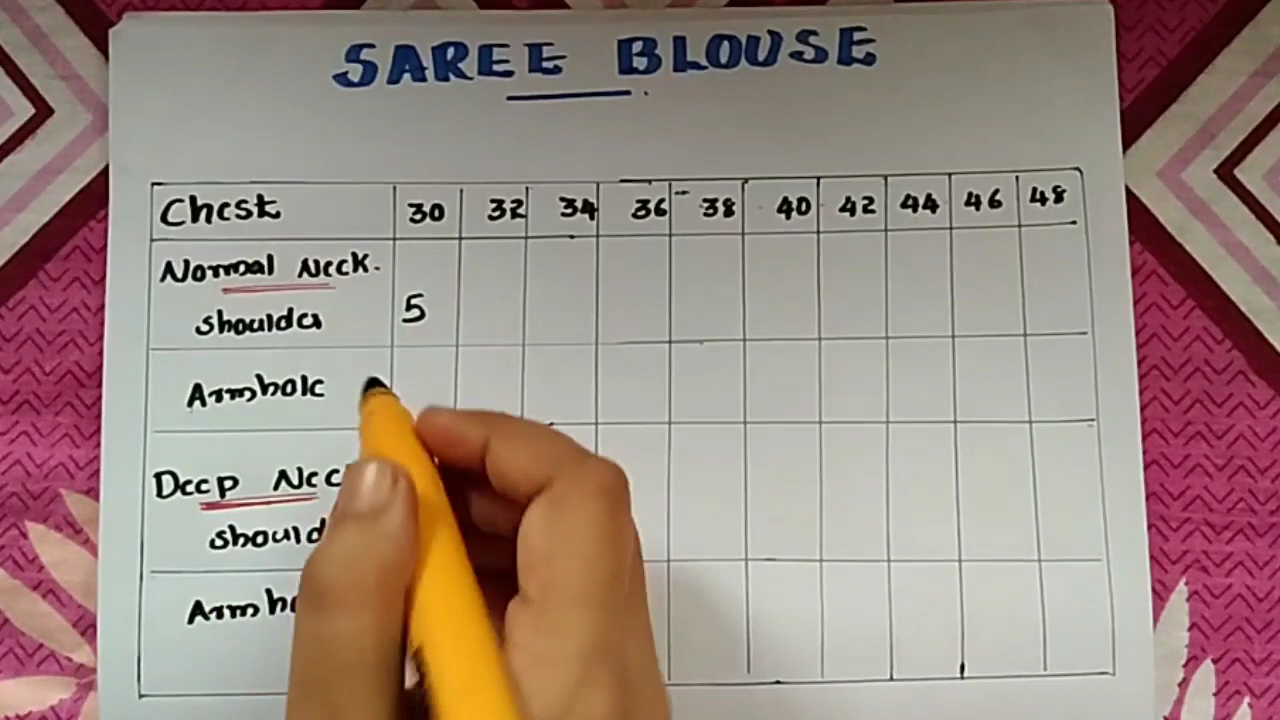 SAREE BLOUSE
Chest 30 32 34 36 38 40 42 44 46 48
Normal Neck.
shoulder 5
Armhole
Deep